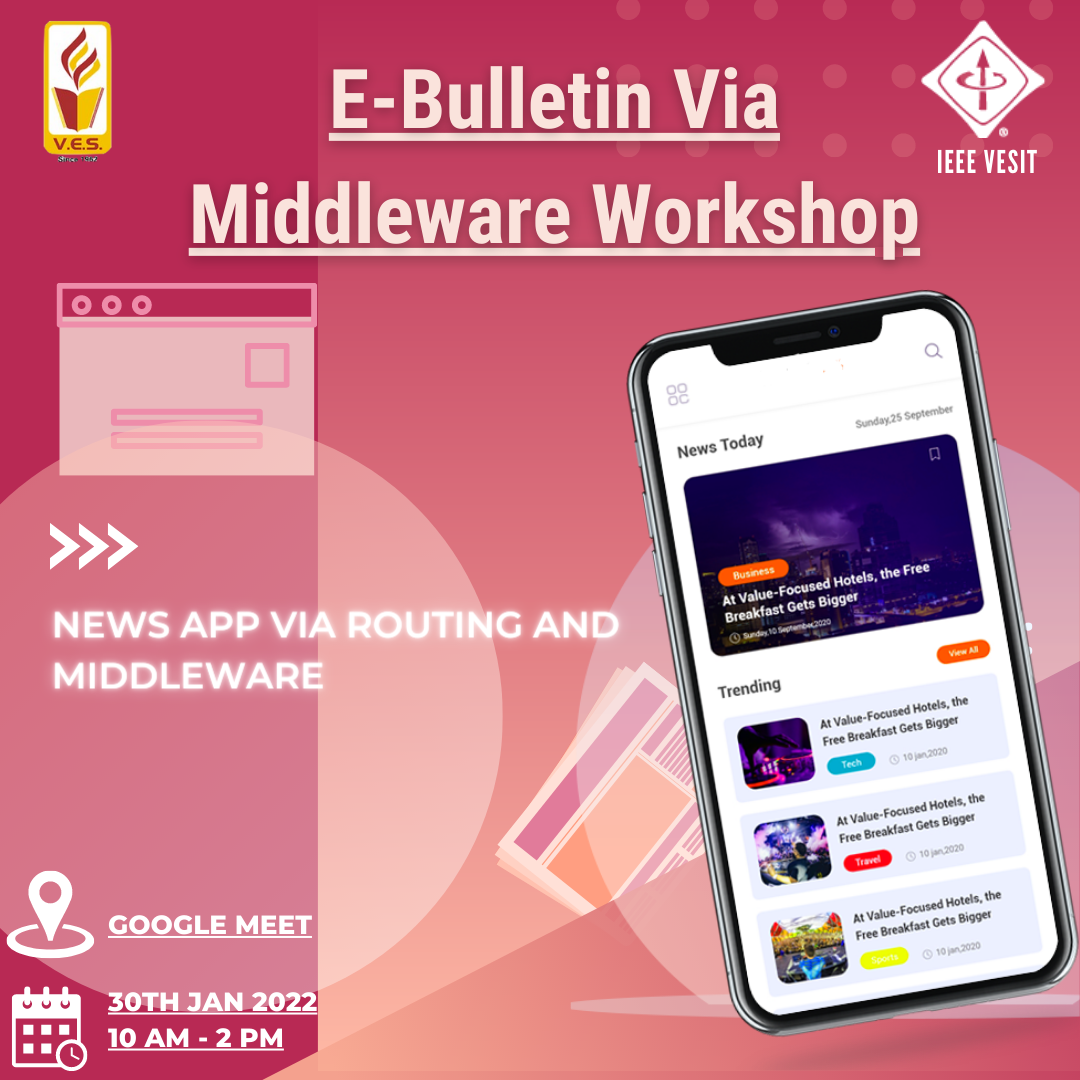 V.E.S.
Since 1962
E-Bulletin Via
Middleware Workshop
®
IEEE VESIT
NEWS APP VIA ROUTING AND
MIDDLEWARE
GOOGLE MEET
30TH JAN 2022
10 AM - 2 PM
Sunday,25 September
News Today
Business
At Value-Focused Hotels, the Free
Breakfast Gets Bigger
Sunday,10 September,2020
View All
Trending
At Value-Focused Hotels, the
Free Breakfast Gets Bigger
Tech
10 jan,2020
At Value-Focused Hotels, the
Free Breakfast Gets Bigger
Travel
10 jan,2020
At Value-Focused Hotels, the
Free Breakfast Gets Bigger
Sports
10 jan,2020